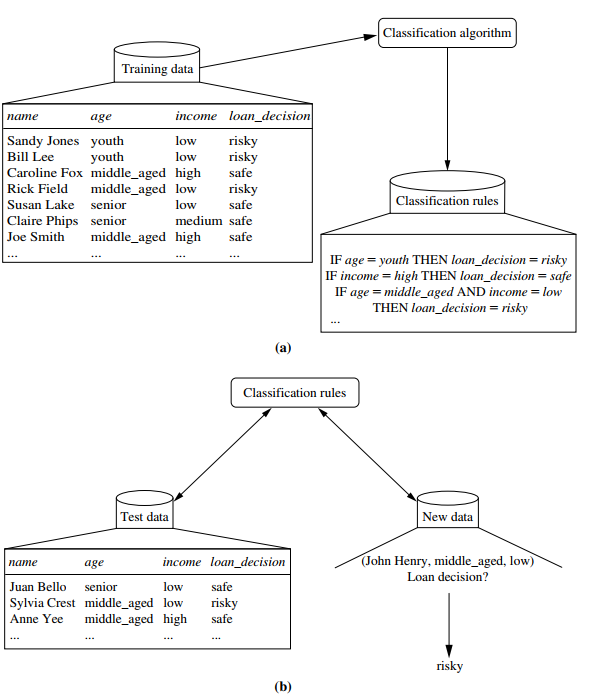 Classification algorithm
Training data
name age income loan_decision
Sandy Jones youth low risky
Bill Lee youth low risky
Caroline Fox middle_aged high safe
Rick Field middle_aged low risky
Susan Lake senior low safe
Claire Phips senior medium safe
Joe Smith middle_aged high safe
... ... ... ...
Classification rules
IF age = youth THEN loan_decision = risky
IF income = high THEN loan_decision = safe
IF age = middle_aged AND income = low
THEN loan_decision = risky
...
(a)
Classification rules
Test data
name age income loan_decision
Juan Bello senior low safe
Sylvia Crest middle_aged low risky
Anne Yee middle_aged high safe
... ... ... ...
New data
(John Henry, middle_aged, low)
Loan decision?
risky
(b)